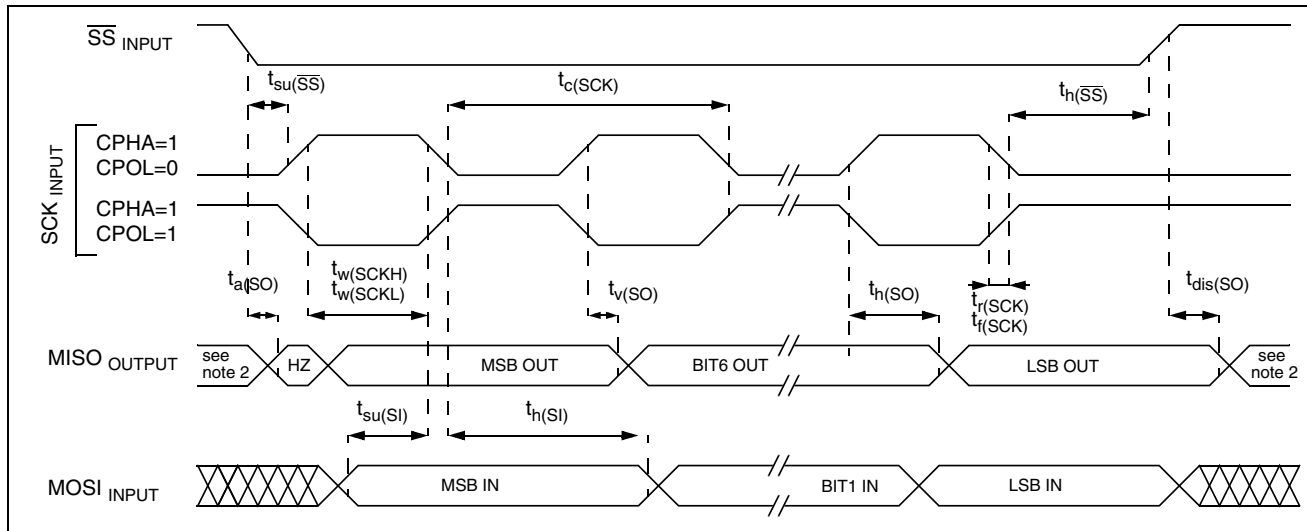 SS INPUT
tsu(SS)
tc(SCK)
th(SS)
SCK INPUT
CPHA=1
CPOL=0
CPHA=1
CPOL=1
ta(SO)
tw(SCKH)
tw(SCKL)
tv(SO)
th(SO)
tr(SCK)
tf(SCK)
tdis(SO)
MISO OUTPUT
see note 2
HZ
MSB OUT
BIT6 OUT
LSB OUT
see note 2
tsu(SI)
th(SI)
MOSI INPUT
MSB IN
BIT1 IN
LSB IN